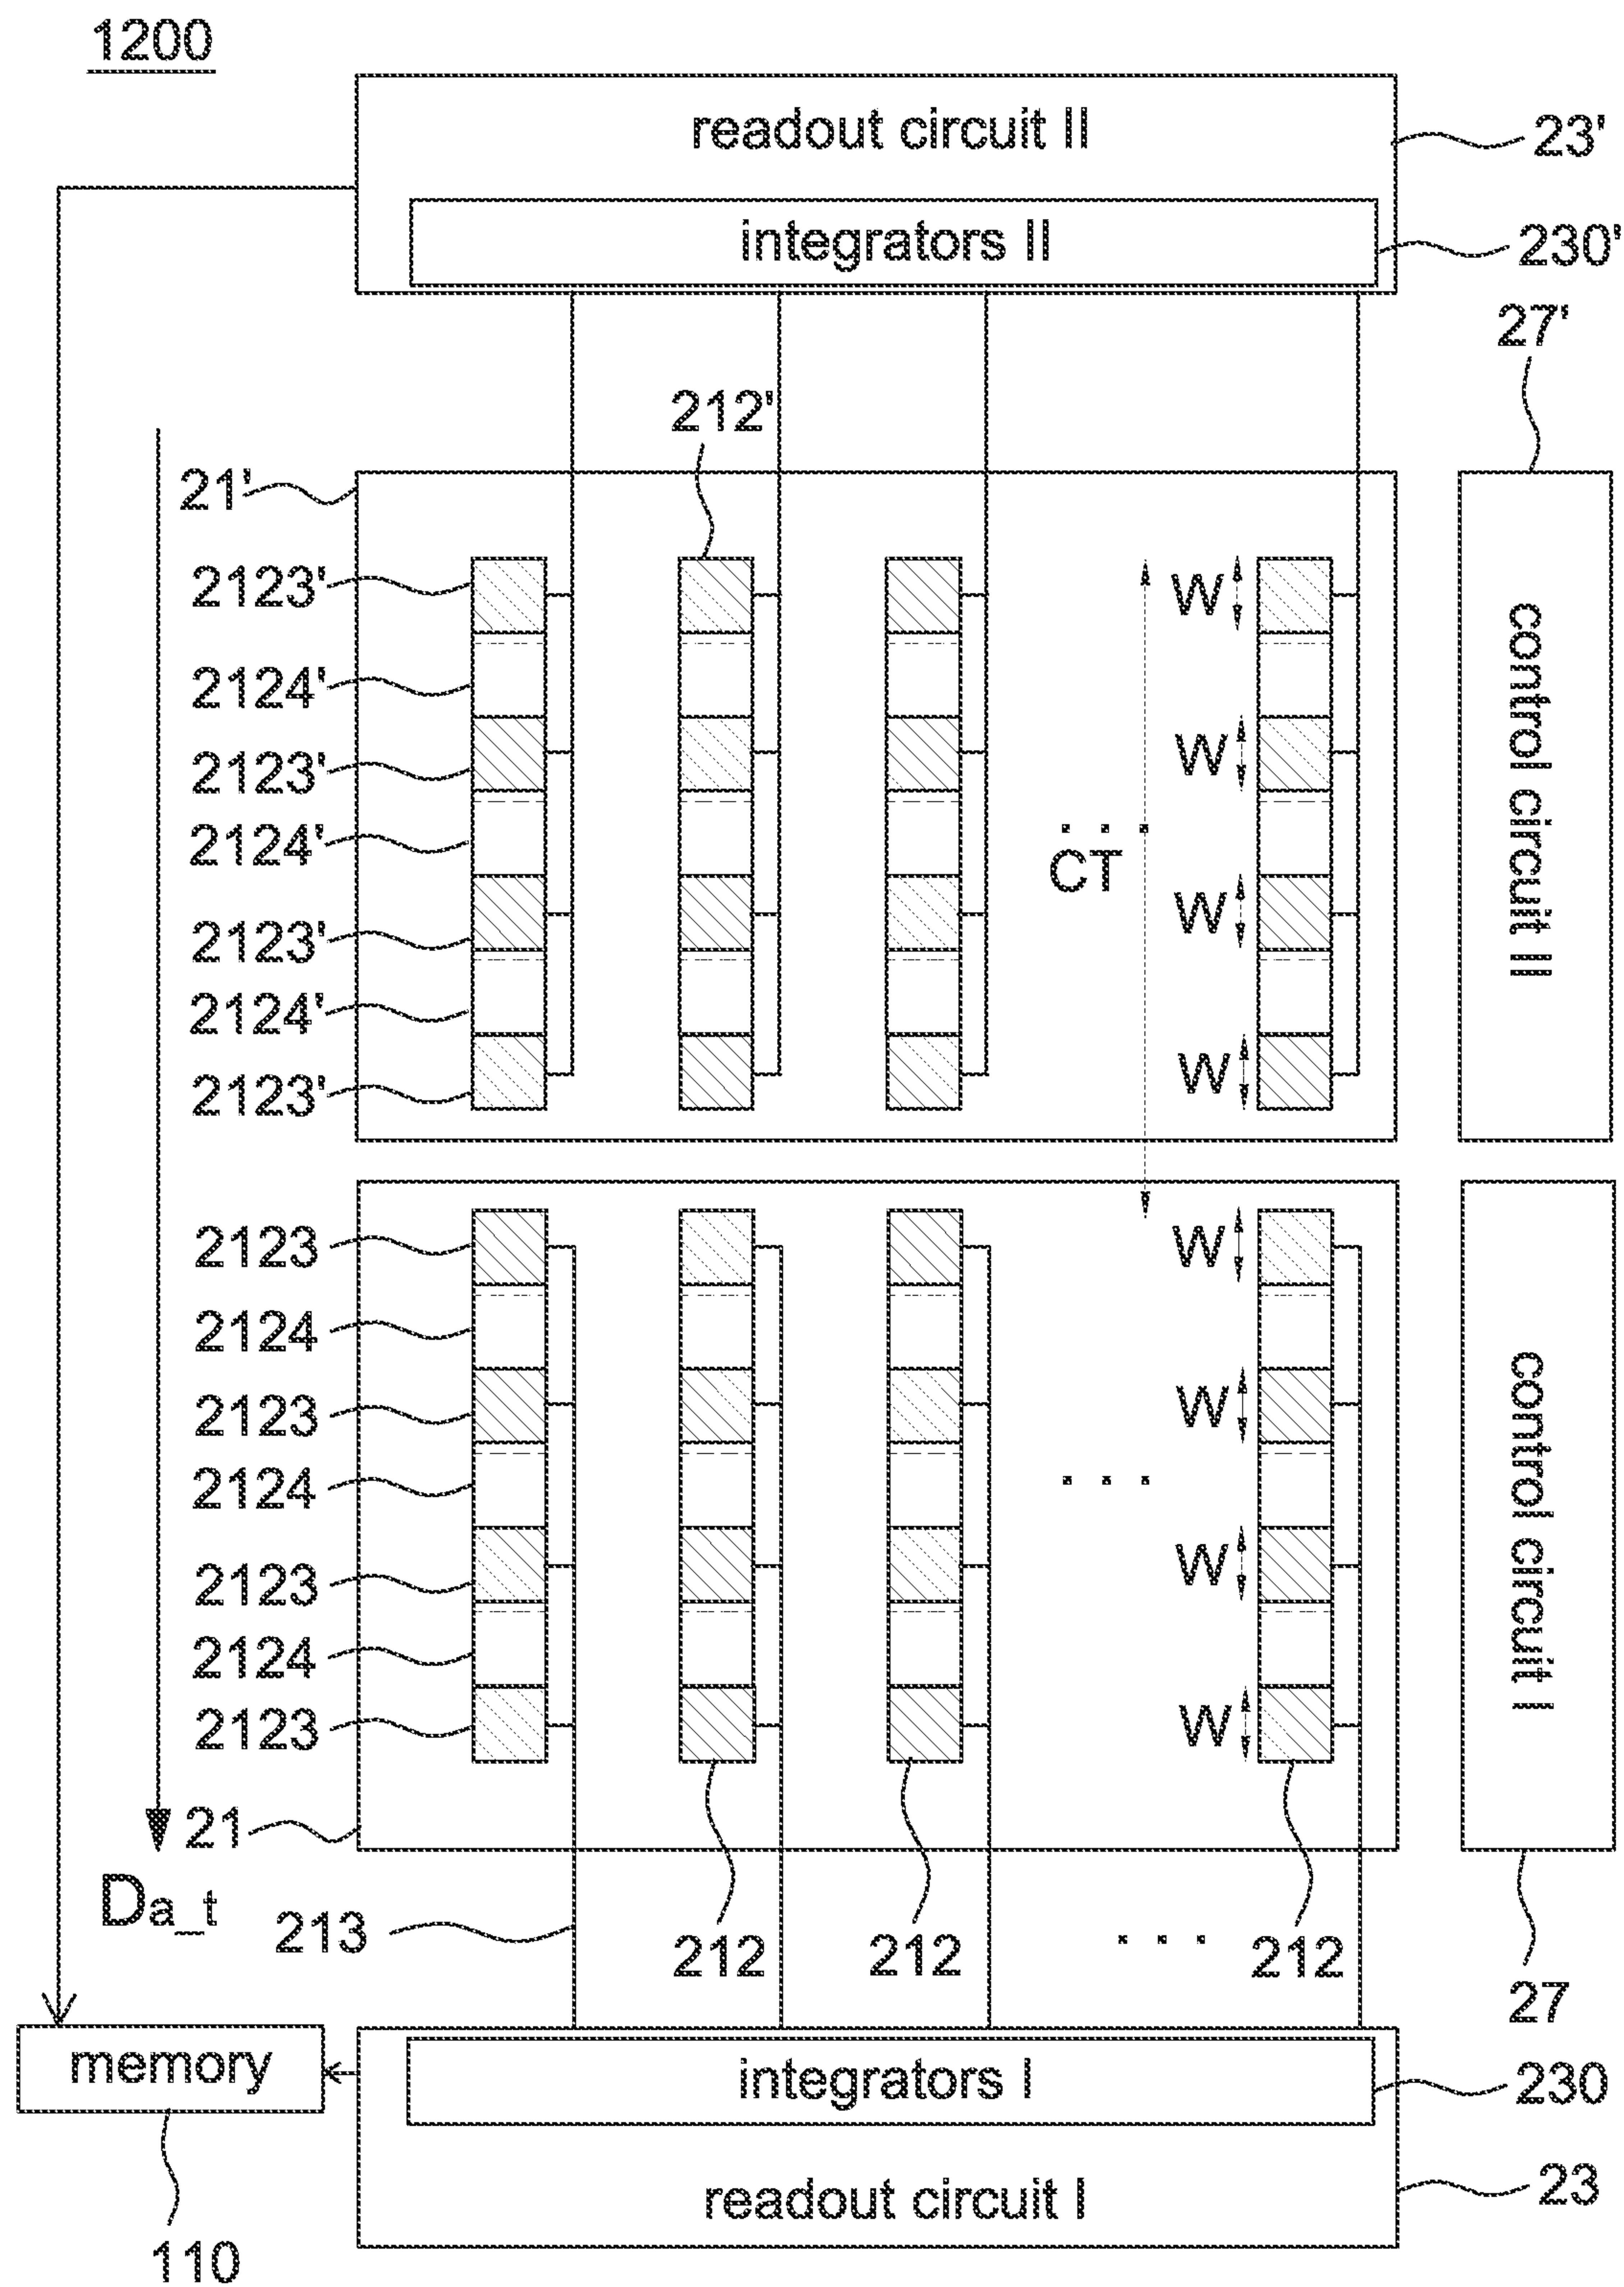 1200
readout circuit II
23'
integrators II
230'
27'
212'
21'
2123'
W
2124'
2123'
W
control circuit II
2124'
. . .
CT
2123'
W
2124'
2123'
W
2123
W
2124
2123
W
2124
. . .
control circuit I
2123
W
2124
2123
W
21
Da_t
213
212
212
. . .
212
27
memory
integrators I
230
readout circuit I
23
110